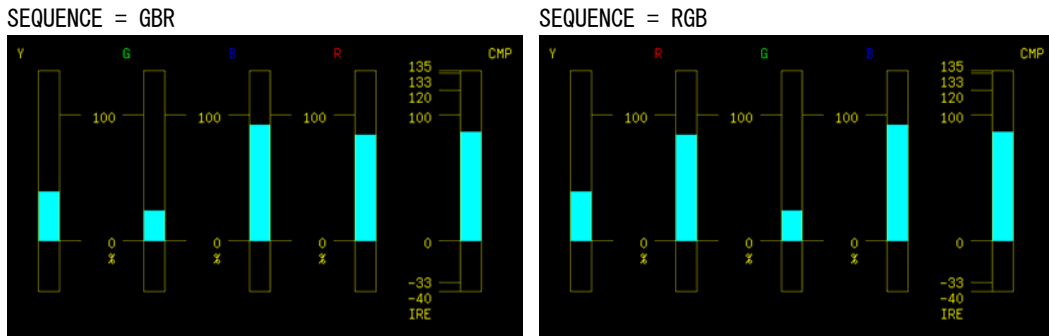 SEQUENCE = GBR
Y G B R CMP
135
133
120
100 100 100 100
0 0 0 0
% % %
-33
-40
IRE
SEQUENCE = RGB
Y R G B CMP
135
133
120
100 100 100 100
0 0 0 0
% % %
-33
-40
IRE